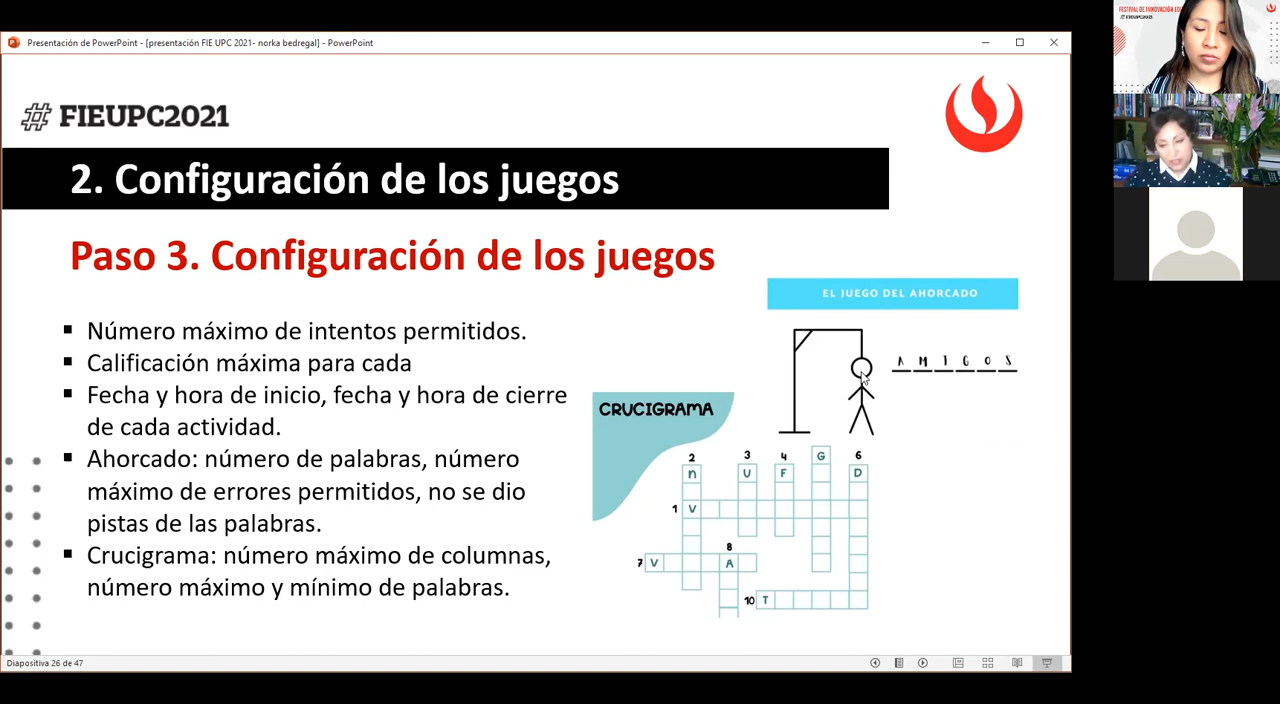 Presentación de PowerPoint - [presentación FIE UPC 2021- norka bedregal] - PowerPoint
# FIEUPC2021
2. Configuración de los juegos
Paso 3. Configuración de los juegos
▪ Número máximo de intentos permitidos.
▪ Calificación máxima para cada
▪ Fecha y hora de inicio, fecha y hora de cierre
de cada actividad.
▪ Ahorcado: número de palabras, número
máximo de errores permitidos, no se dio
pistas de las palabras.
▪ Crucigrama: número máximo de columnas,
número máximo y mínimo de palabras.
EL JUEGO DEL AHORCADO
A M I G O S
CRUCIGRAMA
2 3 4 G 6
n U F D
1 V
8
7 V A
10 T
Diapositiva 26 de 47
FESTIVAL DE INNOVACIÓN
#FIEUPC2021